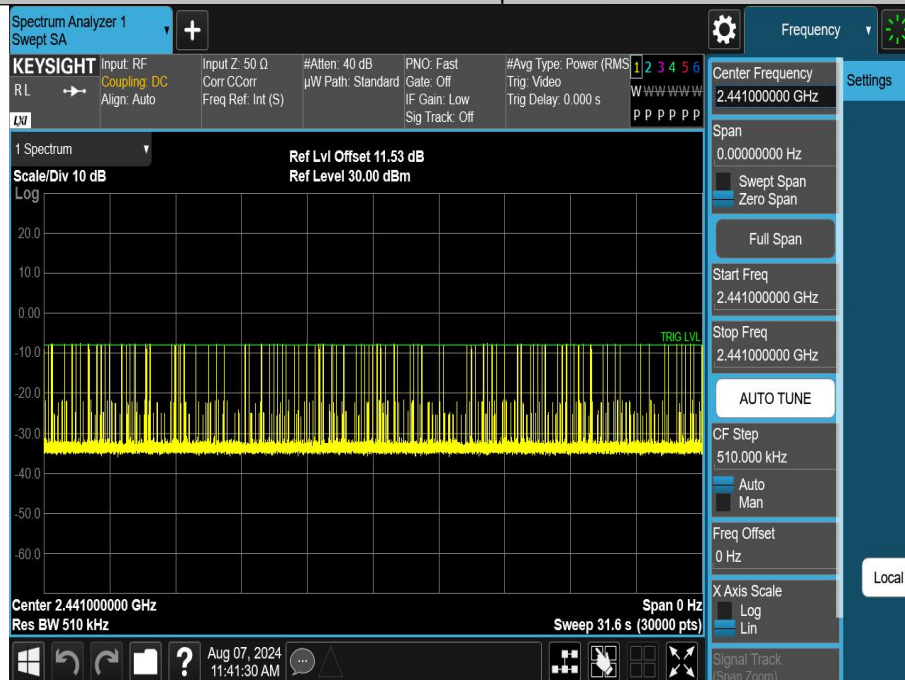 Spectrum Analyzer 1
Swept SA
Frequency
KEYSIGHT
RL
LXI
Input: RF
Coupling: DC
Align: Auto
Input Z: 50 Ω
Corr CCorr
Freq Ref: Int (S)
#Atten: 40 dB
µW Path: Standard
PNO: Fast
Gate: Off
IF Gain: Low
Sig Track: Off
#Avg Type: Power (RMS
Trig: Video
Trig Delay: 0.000 s
1 2 3 4 5 6
W W W W W W
P P P P P P
1 Spectrum
Scale/Div 10 dB
Ref Lvl Offset 11.53 dB
Ref Level 30.00 dBm
Log
20.0
10.0
0.00
-10.0
-20.0
-30.0
-40.0
-50.0
-60.0
TRIG LVL
Center 2.441000000 GHz
Res BW 510 kHz
Span 0 Hz
Sweep 31.6 s (30000 pts)
Center Frequency
2.441000000 GHz
Span
0.00000000 Hz
Swept Span
Zero Span
Full Span
Start Freq
2.441000000 GHz
Stop Freq
2.441000000 GHz
AUTO TUNE
CF Step
510.000 kHz
Auto
Man
Freq Offset
0 Hz
X Axis Scale
Log
Lin
Signal Track
(Span Zoom)
Settings
Local
Aug 07, 2024
11:41:30 AM